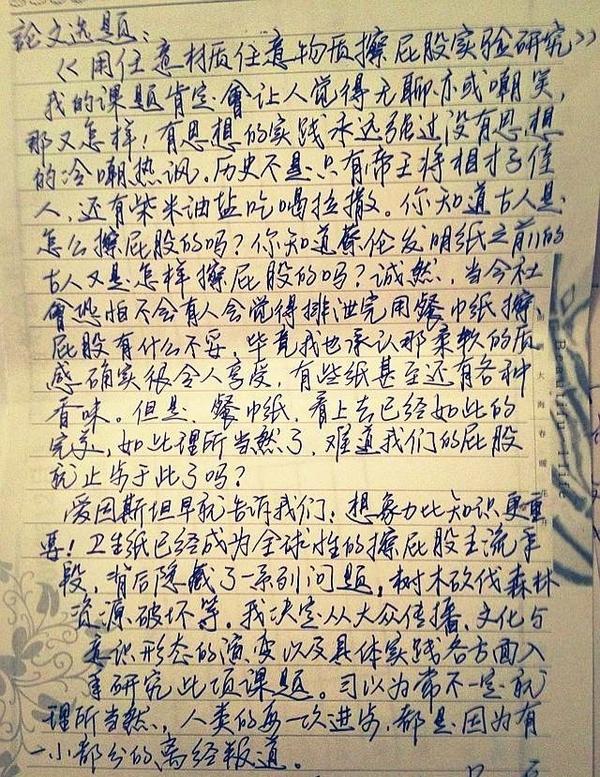 论文选题：
《用任意材质任意物质擦屁股实验研究》
我的课题肯定會让人觉得无聊亦或嘲笑，
那又怎样！有思想的实践永远强过没有思想
的冷嘲热讽。历史不是只有帝王将相才子佳
人，还有柴米油盐吃喝拉撒。你知道古人是
怎么擦屁股的吗？你知道蔡伦发明纸之前的
古人又是怎样擦屁股的吗？诚然，当今社
會恐怕不会有人会觉得排泄完用餐巾纸擦
屁股有什么不妥，毕竟我也承认那柔软的质
感确实很令人享受，有些纸甚至还有各种
香味。但是，餐巾纸，看上去已经如此的
完美，如此理所当然了，难道我们的屁股
就止步于此了吗？
爱因斯坦早就告诉我们：想象力比知识更重
要！卫生纸已经成为全球性的擦屁股主流手
段，背后隐藏了一系列问题，树木砍伐森林
资源破坏等。我决定从大众传播、文化与
意识形态的演变以及具体实践各方面入
手研究此项课题。习以为常不一定就
理所当然，人类的每一次进步，都是因为有
一小部分的离经叛道。
Beautiful life